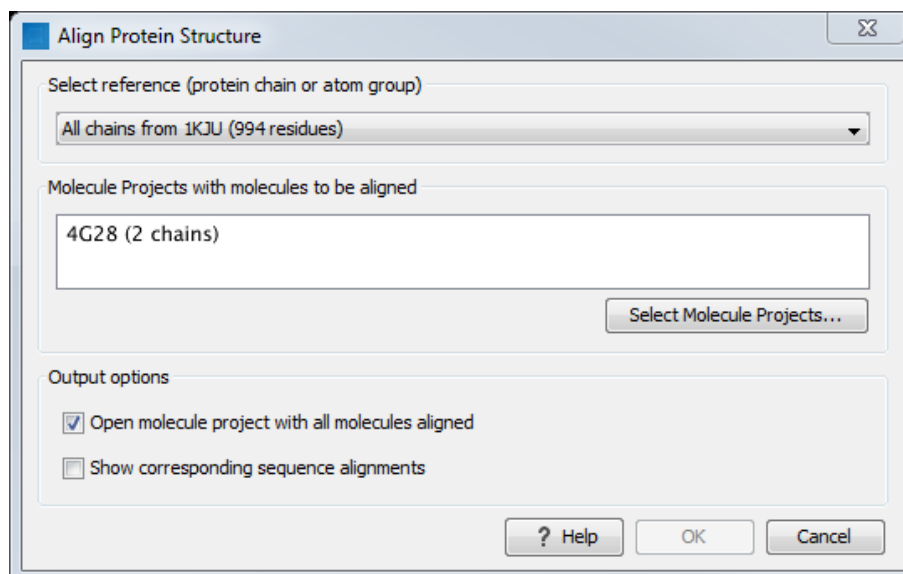 Align Protein Structure
Select reference (protein chain or atom group)
All chains from 1KJU (994 residues)
Molecule Projects with molecules to be aligned
4G28 (2 chains)
Select Molecule Projects...
Output options
Open molecule project with all molecules aligned
Show corresponding sequence alignments
? Help OK Cancel